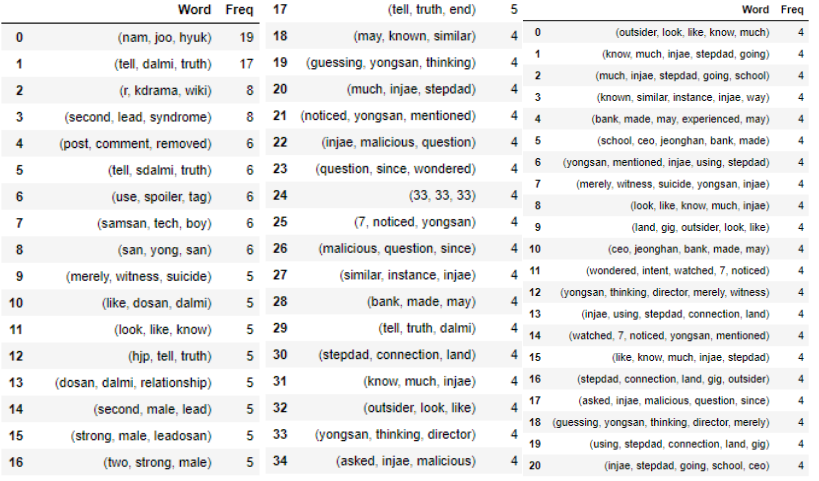 Word Freq
0 (nam, joo, hyuk) 19
1 (tell, dalmi, truth) 17
2 (r, kdrama, wiki) 8
3 (second, lead, syndrome) 8
4 (post, comment, removed) 6
5 (tell, sdalmi, truth) 6
6 (use, spoiler, tag) 6
7 (samsan, tech, boy) 6
8 (san, yong, san) 6
9 (merely, witness, suicide) 5
10 (like, dosan, dalmi) 5
11 (look, like, know) 5
12 (hjp, tell, truth) 5
13 (dosan, dalmi, relationship) 5
14 (second, male, lead) 5
15 (strong, male, leadosan) 5
16 (two, strong, male) 5
17 (tell, truth, end) 5
18 (may, known, similar) 4
19 (guessing, yongsan, thinking) 4
20 (much, injae, stepdad) 4
21 (noticed, yongsan, mentioned) 4
22 (injae, malicious, question) 4
23 (question, since, wondered) 4
24 (33, 33, 33) 4
25 (7, noticed, yongsan) 4
26 (malicious, question, since) 4
27 (similar, instance, injae) 4
28 (bank, made, may) 4
29 (tell, truth, dalmi) 4
30 (stepdad, connection, land) 4
31 (know, much, injae) 4
32 (outsider, look, like) 4
33 (yongsan, thinking, director) 4
34 (asked, injae, malicious) 4
Word Freq
0 (outsider, look, like, know, much) 4
1 (know, much, injae, stepdad, going) 4
2 (much, injae, stepdad, going, school) 4
3 (known, similar, instance, injae, way) 4
4 (bank, made, may, experienced, may) 4
5 (school, ceo, jeonghan, bank, made) 4
6 (yongsan, mentioned, injae, using, stepdad) 4
7 (merely, witness, suicide, yongsan, injae) 4
8 (look, like, know, much, injae) 4
9 (land, gig, outsider, look, like) 4
10 (ceo, jeonghan, bank, made, may) 4
11 (wondered, intent, watched, 7, noticed) 4
12 (yongsan, thinking, director, merely, witness) 4
13 (injae, using, stepdad, connection, land) 4
14 (watched, 7, noticed, yongsan, mentioned) 4
15 (like, know, much, injae, stepdad) 4
16 (stepdad, connection, land, gig, outsider) 4
17 (asked, injae, malicious, question, since) 4
18 (guessing, yongsan, thinking, director, merely) 4
19 (using, stepdad, connection, land, gig) 4
20 (injae, stepdad, going, school, ceo) 4